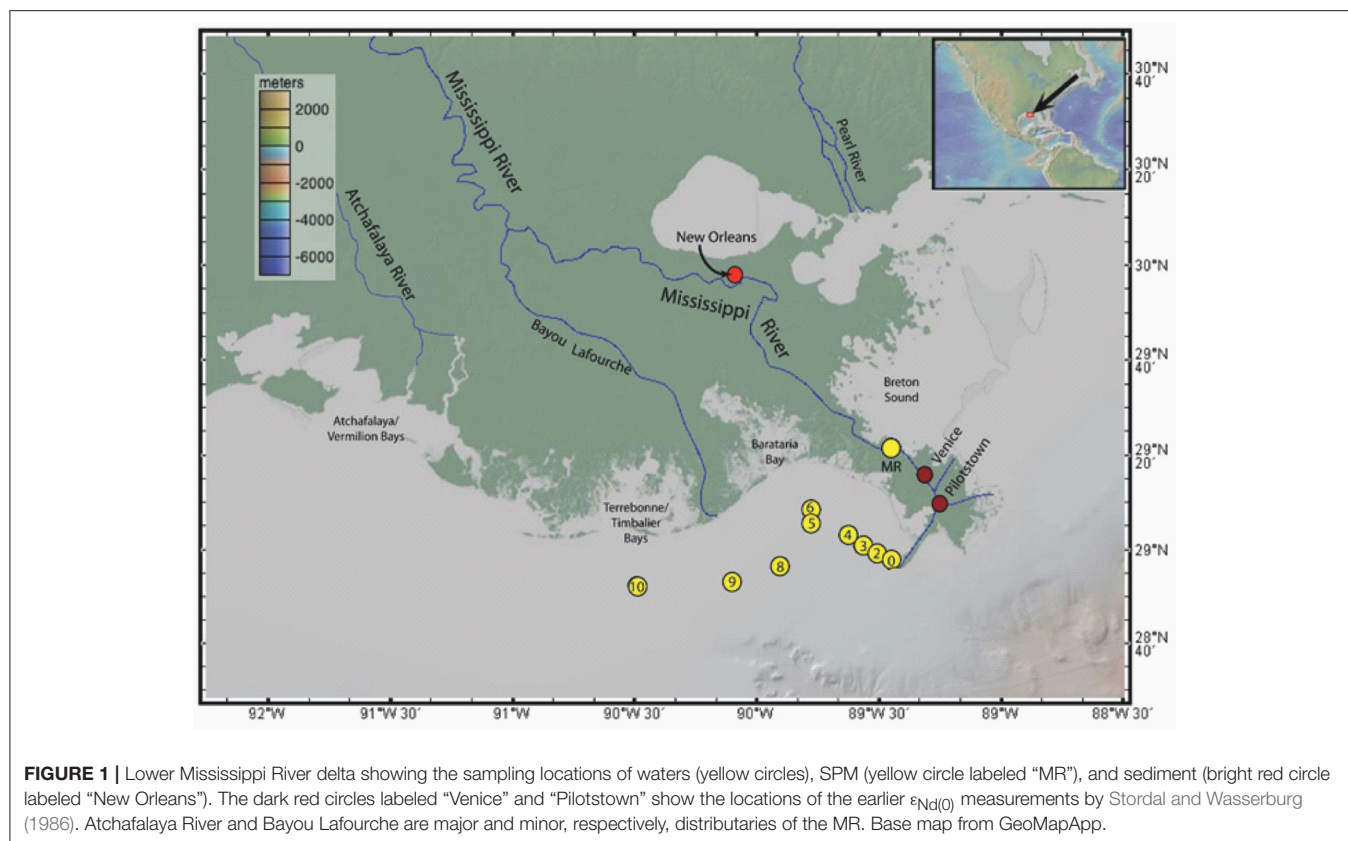 meters
2000
0
-2000
-4000
-6000
Mississippi River
Pearl River
30°N
40'
30°N
20'
Atchafalaya River
New Orleans
30°N
Mississippi
River
Bayou Lafourche
29°N
40'
Breton
Sound
Atchafalaya/
Vermilion Bays
Barataria
Bay
MR
Venice
29°N
20'
Pilotstown
Terrebonne/
Timbalier
Bays
6
5
4
3
2
0
29°N
8
9
10
28°N
40'
92°W
91°W 30'
91°W
90°W 30'
90°W
89°W 30'
89°W
88°W 30'
FIGURE 1 | Lower Mississippi River delta showing the sampling locations of waters (yellow circles), SPM (yellow circle labeled “MR”), and sediment (bright red circle
labeled “New Orleans”). The dark red circles labeled “Venice” and “Pilotstown” show the locations of the earlier εNd(0) measurements by Stordal and Wasserburg
(1986). Atchafalaya River and Bayou Lafourche are major and minor, respectively, distributaries of the MR. Base map from GeoMapApp.